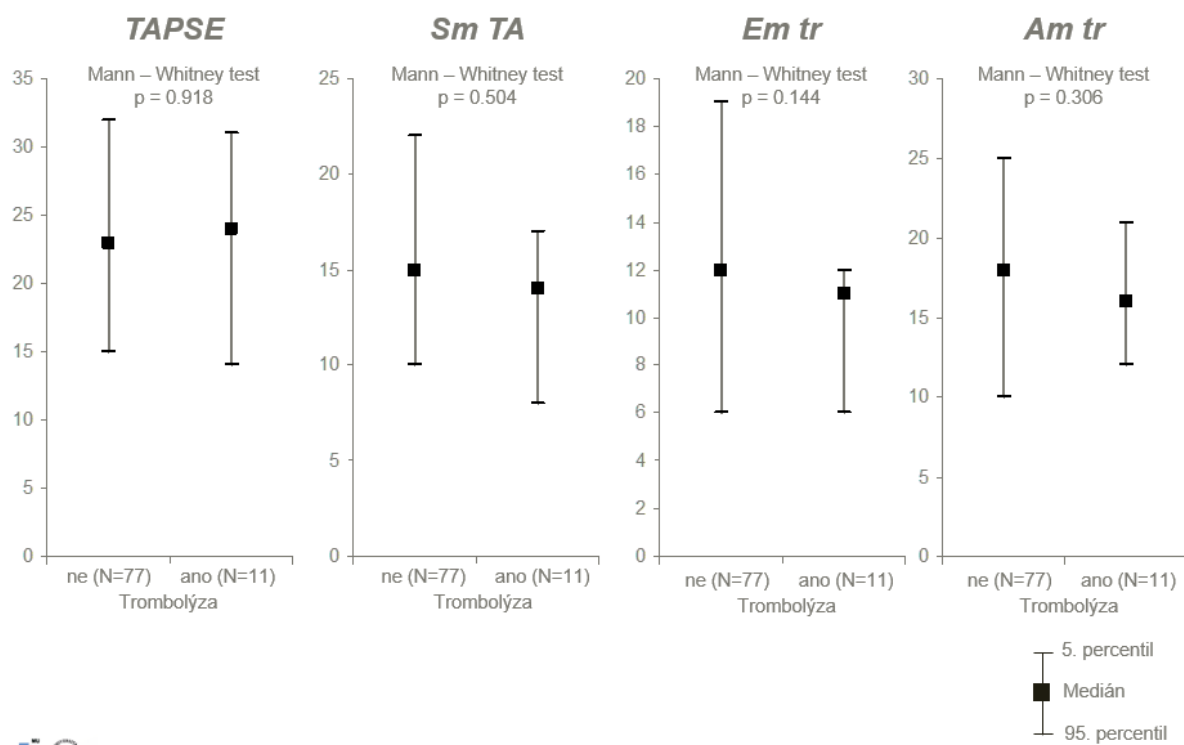 TAPSE
Mann – Whitney test
p = 0.918
35
30
25
20
15
10
5
0
ne (N=77) ano (N=11)
Trombolýza
Sm TA
Mann – Whitney test
p = 0.504
25
20
15
10
5
0
ne (N=77) ano (N=11)
Trombolýza
Em tr
Mann – Whitney test
p = 0.144
20
18
16
14
12
10
8
6
4
2
0
ne (N=77) ano (N=11)
Trombolýza
Am tr
Mann – Whitney test
p = 0.306
30
25
20
15
10
5
0
ne (N=77) ano (N=11)
Trombolýza
5. percentil
Medián
95. percentil